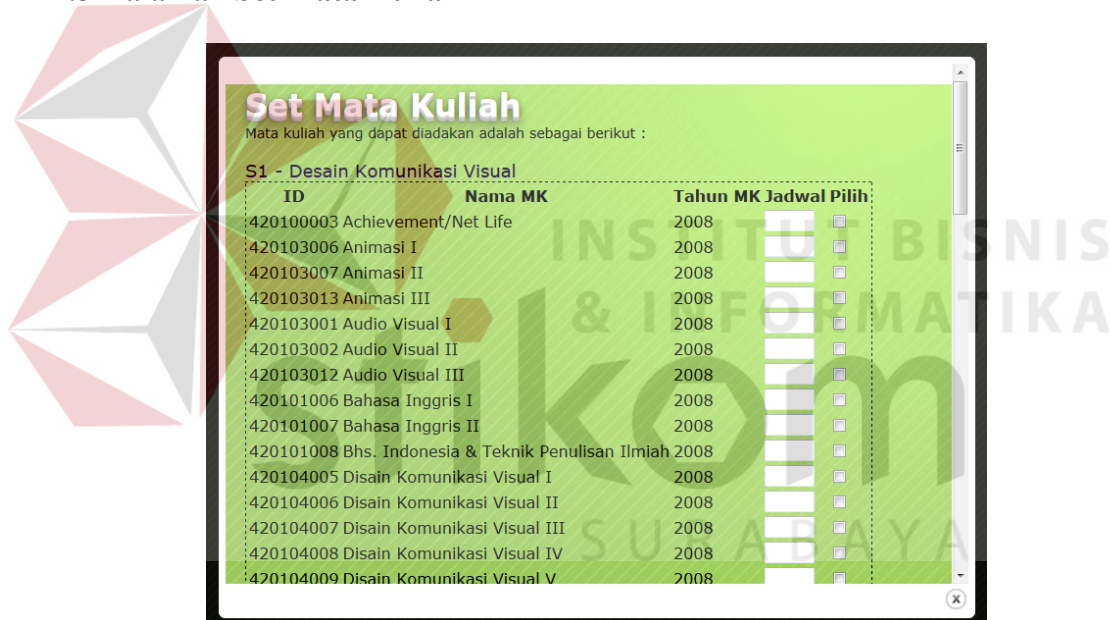 Set Mata Kuliah
Mata kuliah yang dapat diadakan adalah sebagai berikut :
S1 - Desain Komunikasi Visual
ID Nama MK Tahun MK Jadwal Pilih
420100003 Achievement/Net Life 2008
420103006 Animasi I 2008
420103007 Animasi II 2008
420103013 Animasi III 2008
420103001 Audio Visual I 2008
420103002 Audio Visual II 2008
420103012 Audio Visual III 2008
420101006 Bahasa Inggris I 2008
420101007 Bahasa Inggris II 2008
420101008 Bhs. Indonesia & Teknik Penulisan Ilmiah 2008
420104005 Disain Komunikasi Visual I 2008
420104006 Disain Komunikasi Visual II 2008
420104007 Disain Komunikasi Visual III 2008
420104008 Disain Komunikasi Visual IV 2008
420104009 Disain Komunikasi Visual V 2008
INSTITUT BISNIS
& INFORMATIKA
stikom
SURABAYA